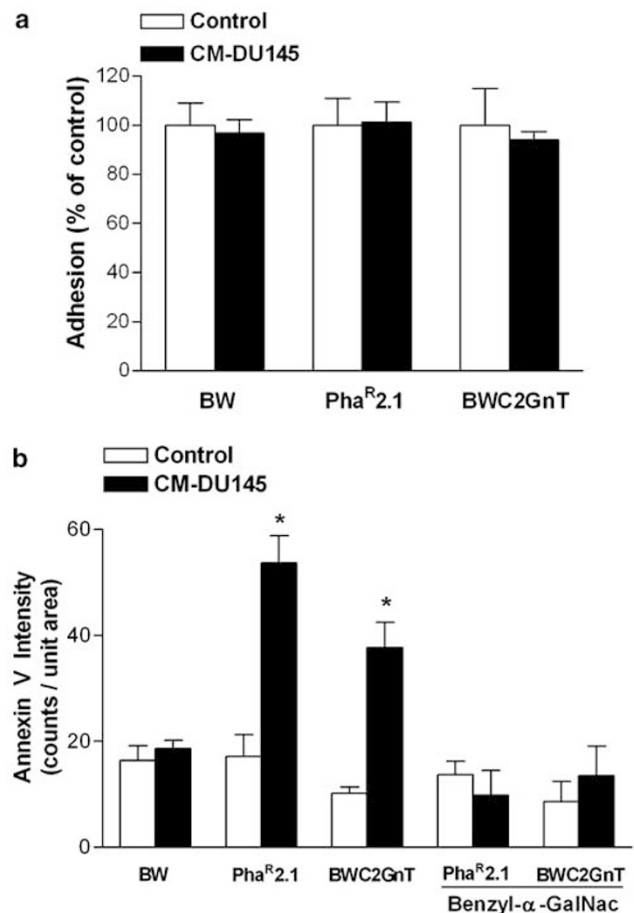 a
Control
CM-DU145
Adhesion (% of control)
120
100
80
60
40
20
0
BW
Phaᴿ2.1
BWC2GnT
b
Control
CM-DU145
Annexin V Intensity
(counts / unit area)
60
40
20
0
*
*
BW
Phaᴿ2.1
BWC2GnT
Phaᴿ2.1
BWC2GnT
Benzyl-α-GalNac